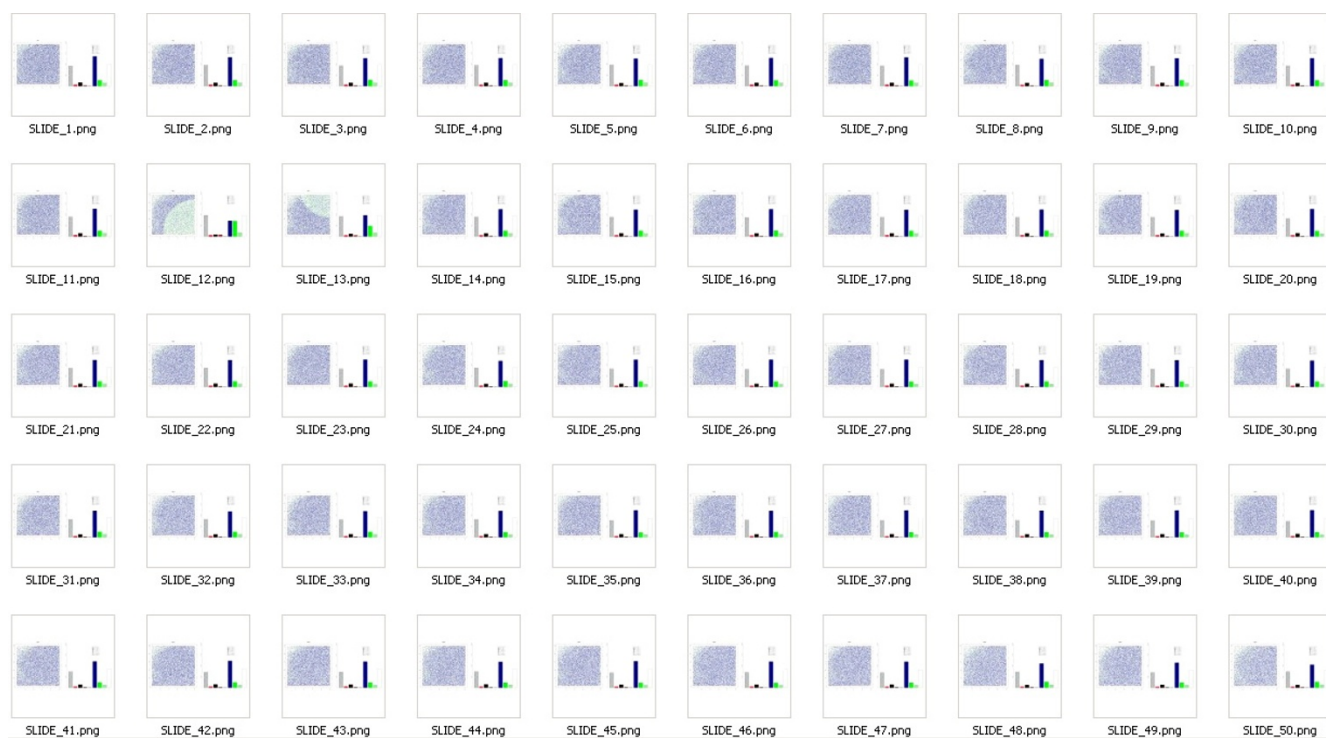 SLIDE_1.png SLIDE_2.png SLIDE_3.png SLIDE_4.png SLIDE_5.png SLIDE_6.png SLIDE_7.png SLIDE_8.png SLIDE_9.png SLIDE_10.png
SLIDE_11.png SLIDE_12.png SLIDE_13.png SLIDE_14.png SLIDE_15.png SLIDE_16.png SLIDE_17.png SLIDE_18.png SLIDE_19.png SLIDE_20.png
SLIDE_21.png SLIDE_22.png SLIDE_23.png SLIDE_24.png SLIDE_25.png SLIDE_26.png SLIDE_27.png SLIDE_28.png SLIDE_29.png SLIDE_30.png
SLIDE_31.png SLIDE_32.png SLIDE_33.png SLIDE_34.png SLIDE_35.png SLIDE_36.png SLIDE_37.png SLIDE_38.png SLIDE_39.png SLIDE_40.png
SLIDE_41.png SLIDE_42.png SLIDE_43.png SLIDE_44.png SLIDE_45.png SLIDE_46.png SLIDE_47.png SLIDE_48.png SLIDE_49.png SLIDE_50.png